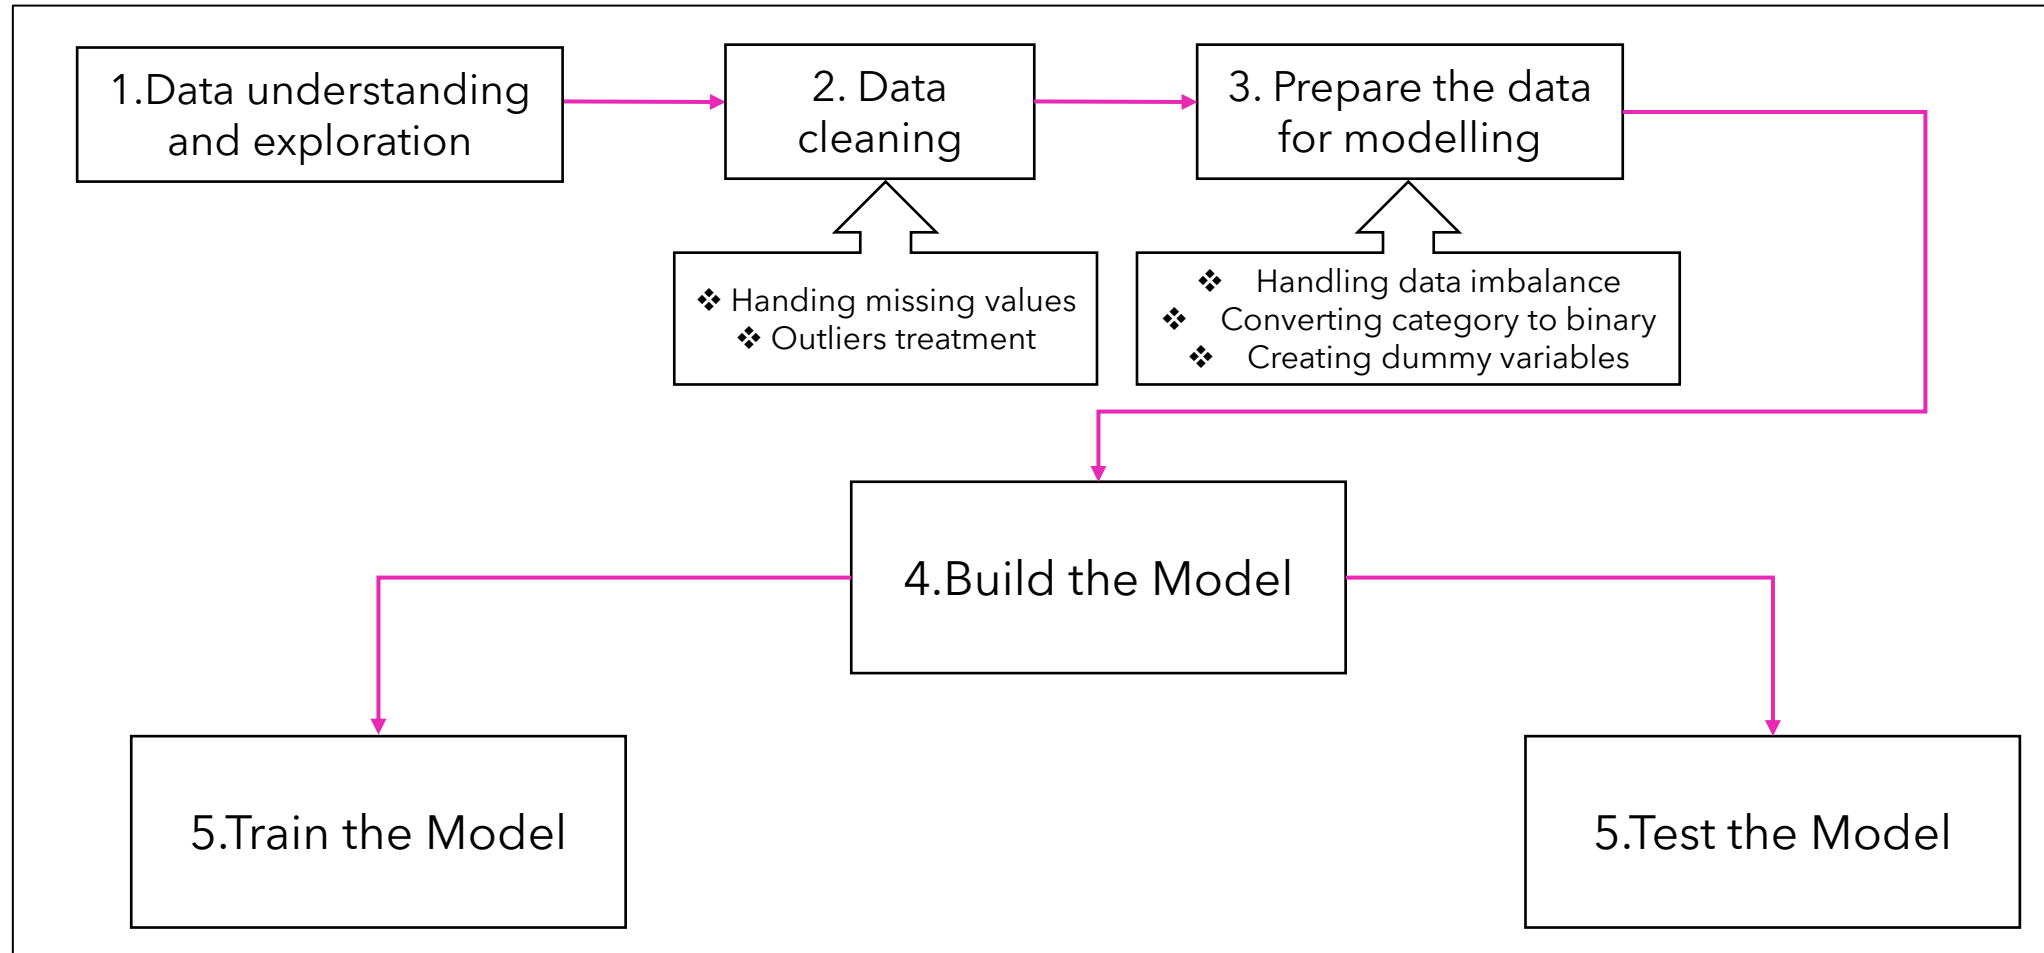 1.Data understanding
and exploration
2. Data
cleaning
3. Prepare the data
for modelling
❖ Handing missing values
❖ Outliers treatment
❖ Handling data imbalance
❖ Converting category to binary
❖ Creating dummy variables
4.Build the Model
5.Train the Model
5.Test the Model